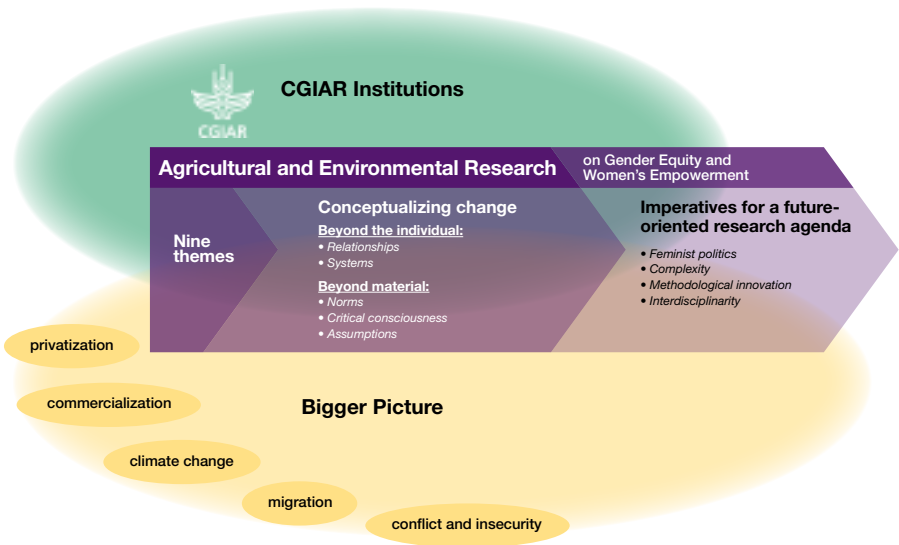 CGIAR Institutions
CGIAR
Agricultural and Environmental Research
on Gender Equity and
Women's Empowerment
Nine
themes
Conceptualizing change
Beyond the individual:
• Relationships
• Systems
Beyond material:
• Norms
• Critical consciousness
• Assumptions
Imperatives for a future-
oriented research agenda
• Feminist politics
• Complexity
• Methodological innovation
• Interdisciplinarity
privatization
commercialization
climate change
migration
conflict and insecurity
Bigger Picture